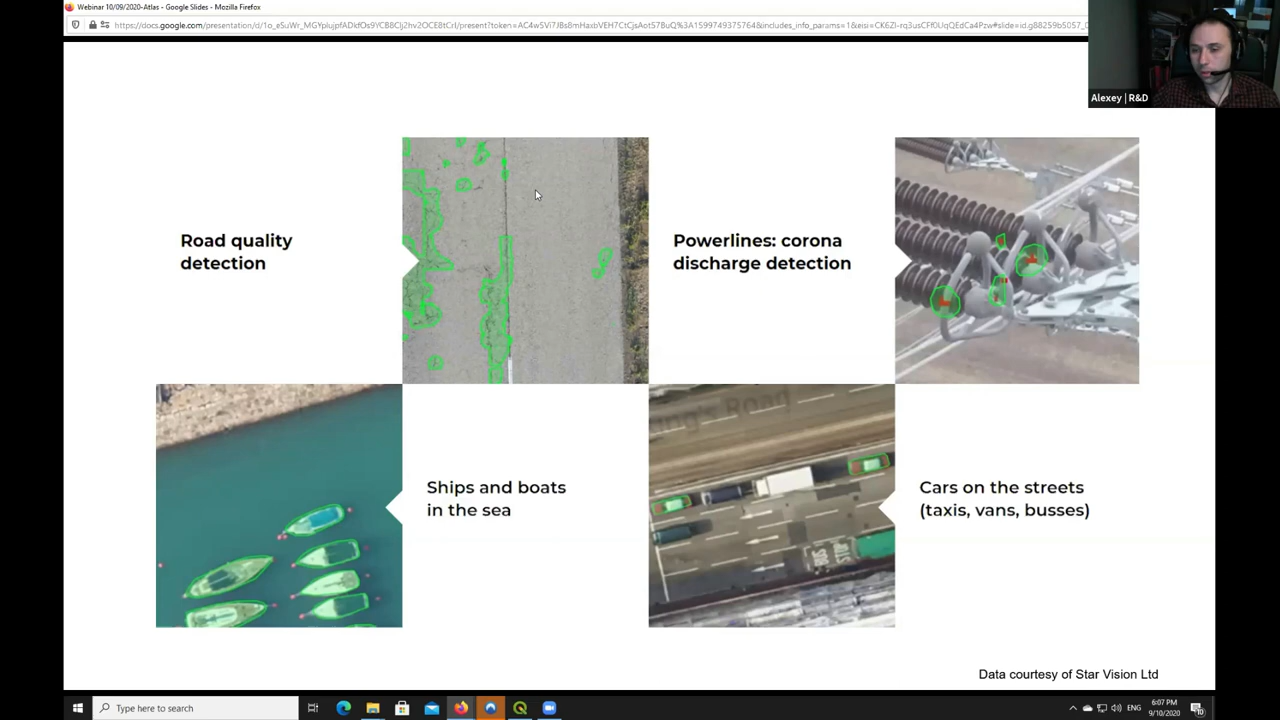 Webinar 10/09/2020-Atlas - Google Slides - Mozilla Firefox
Alexey | R&D
Road quality
detection
Powerlines: corona
discharge detection
Ships and boats
in the sea
Cars on the streets
(taxis, vans, busses)
Data courtesy of Star Vision Ltd
Type here to search
ENG
6:07 PM
9/10/2020